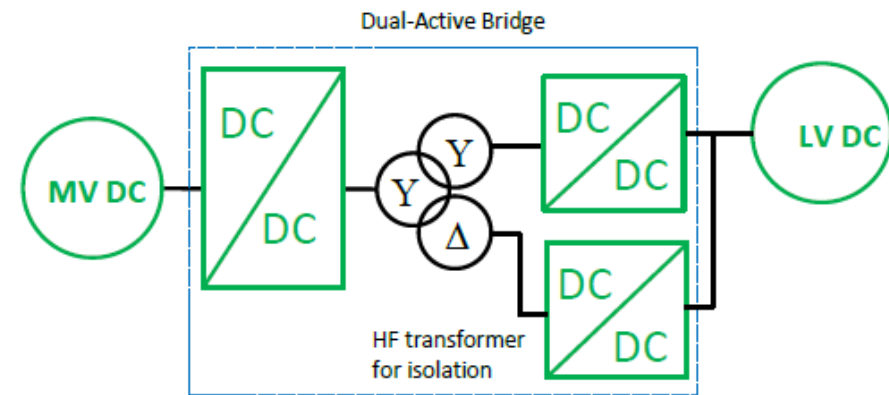 Dual-Active Bridge
MV DC
DC
DC
Y
Y
Δ
DC
DC
DC
DC
LV DC
HF transformer
for isolation